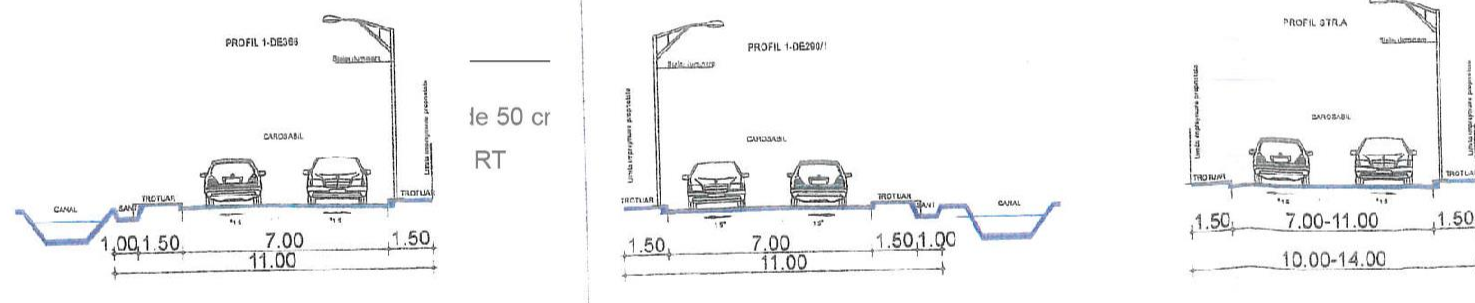 PROFIL 1-DE366
CAROSABIL
TROTUAR
TROTUAR
CANAL
SANT
1.00 1.50 7.00 1.50
11.00
de 50 cr
RT
PROFIL 1-DE290/1
CAROSABIL
TROTUAR
TROTUAR
SANT
CANAL
1.50 7.00 1.50 1.00
11.00
PROFIL STR.A
CAROSABIL
TROTUAR
TROTUAR
1.50 7.00-11.00 1.50
10.00-14.00